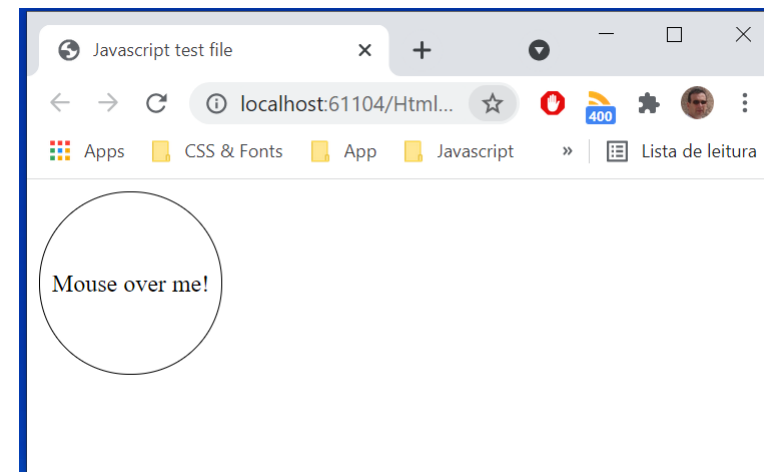 Javascript test file
localhost:61104/Html...
400
Apps CSS & Fonts App Javascript » Lista de leitura
Mouse over me!